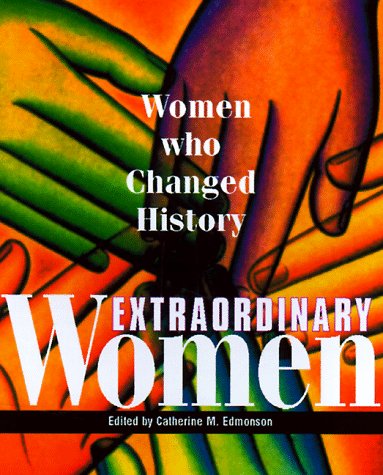 Women
who
Changed
History
EXTRAORDINARY
Women
Edited by Catherine M. Edmonson